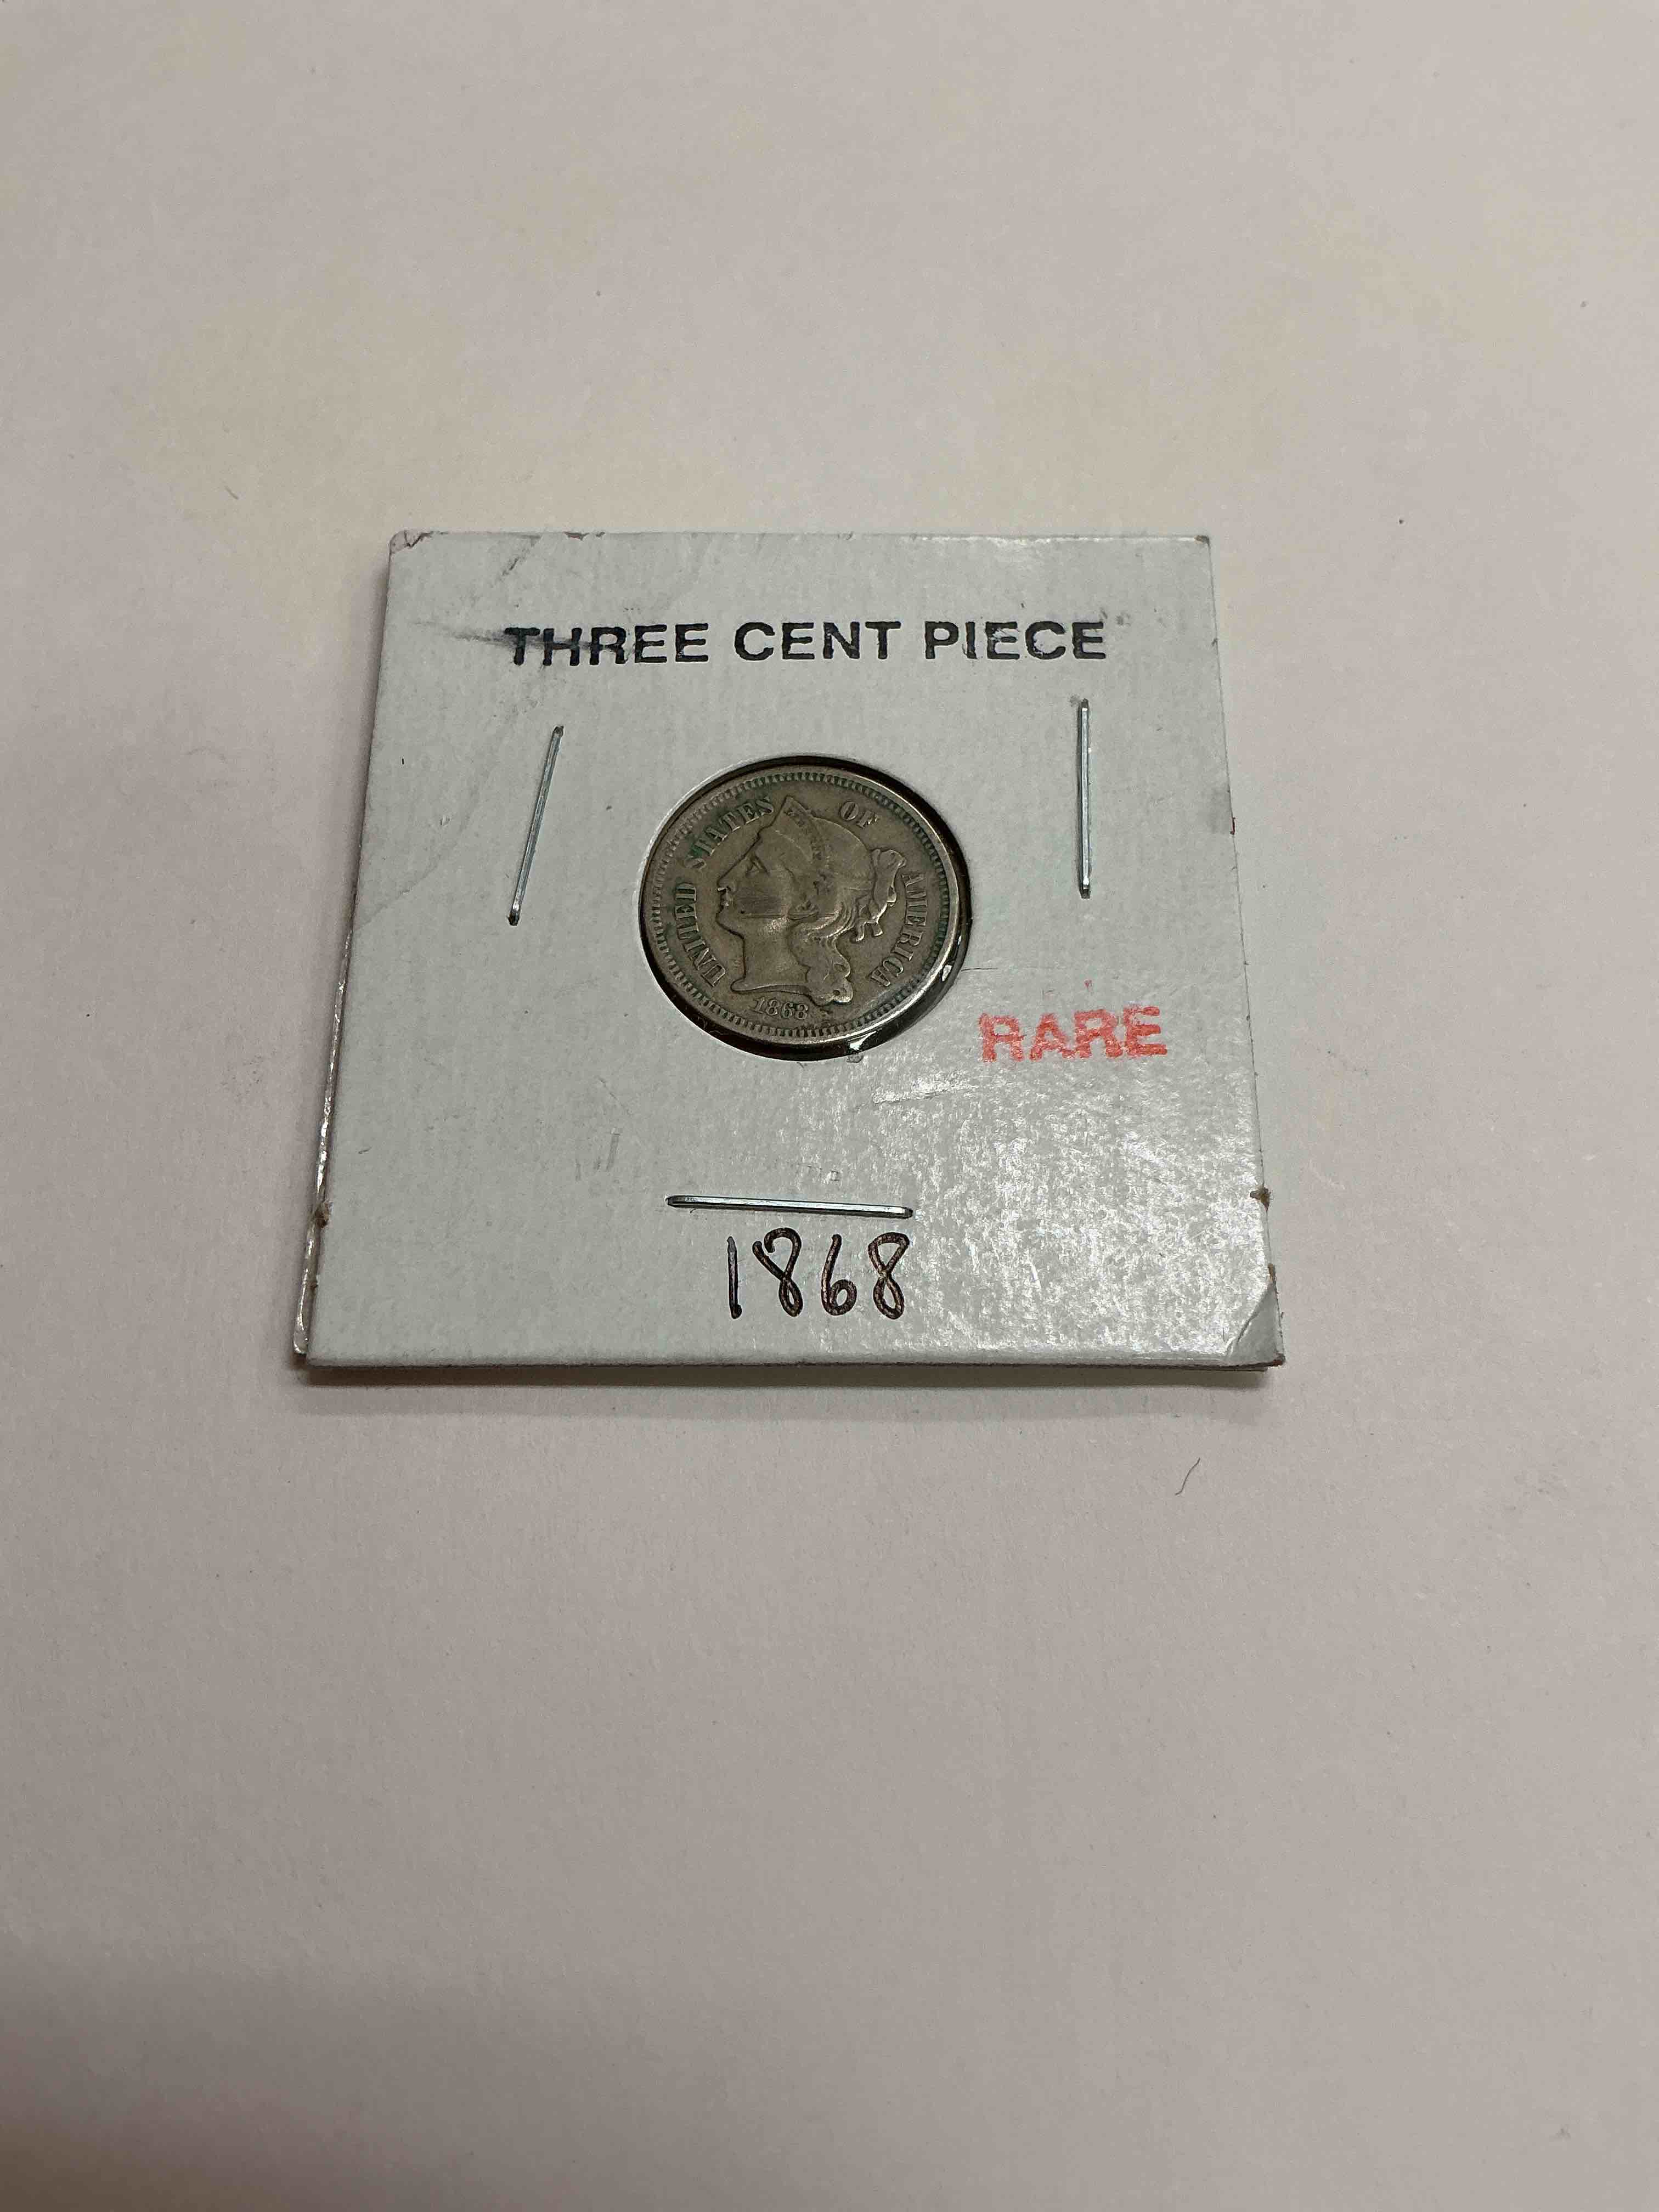 THREE CENT PIECE
UNITED STATES OF AMERICA
1868
RARE
1868